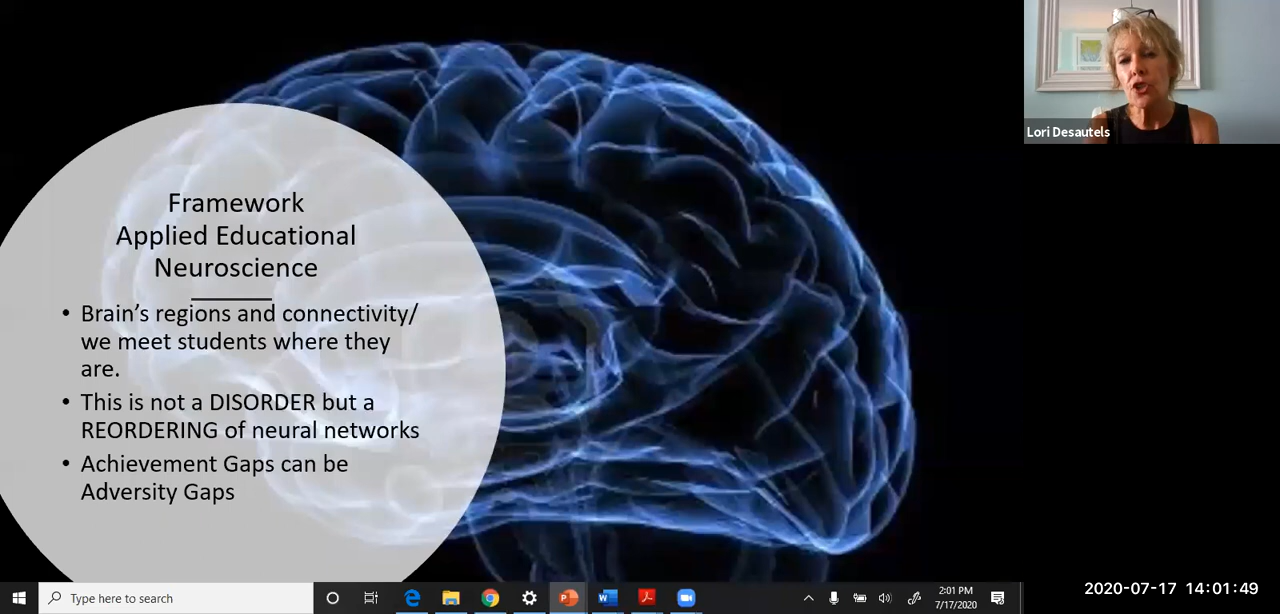 Lori Desautels
Framework
Applied Educational
Neuroscience
• Brain’s regions and connectivity/
we meet students where they
are.
• This is not a DISORDER but a
REORDERING of neural networks
• Achievement Gaps can be
Adversity Gaps
Type here to search
2:01 PM
7/17/2020
2020-07-17 14:01:49